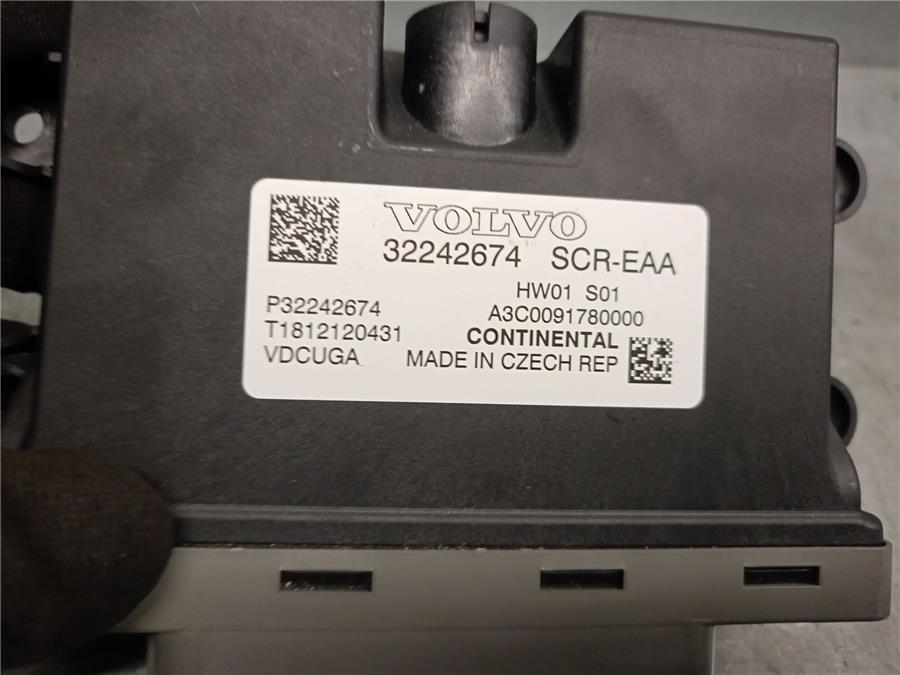 VOLVO
32242674 SCR-EAA
HW01 S01
P32242674
A3C0091780000
T1812120431
CONTINENTAL
VDCUGA
MADE IN CZECH REP